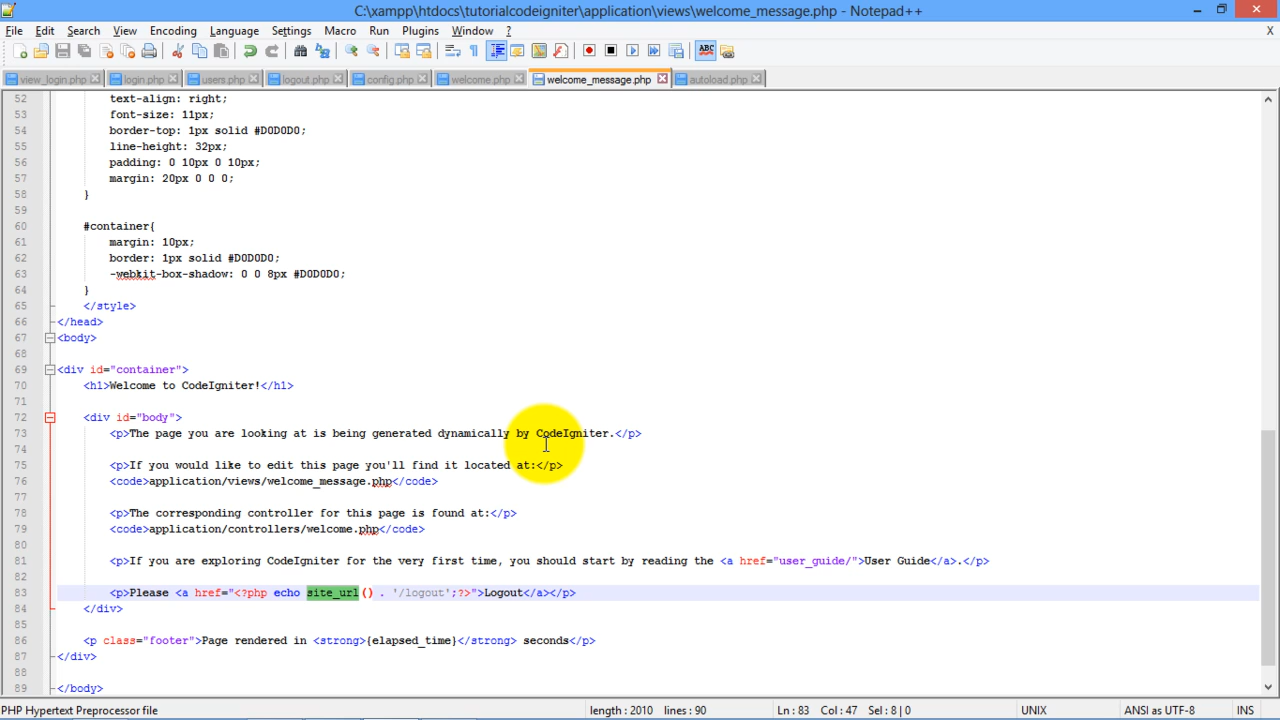 C:\xampp\htdocs\tutorialcodeigniter\application\views\welcome_message.php - Notepad++
File Edit Search View Encoding Language Settings Macro Run Plugins Window ? X
view_login.php login.php users.php logout.php config.php welcome.php welcome_message.php autoload.php
52 text-align: right;
53 font-size: 11px;
54 border-top: 1px solid #D0D0D0;
55 line-height: 32px;
56 padding: 0 10px 0 10px;
57 margin: 20px 0 0 0;
58 }
59
60 #container{
61 margin: 10px;
62 border: 1px solid #D0D0D0;
63 -webkit-box-shadow: 0 0 8px #D0D0D0;
64 }
65 </style>
66 </head>
67 <body>
68
69 <div id="container">
70 <h1>Welcome to CodeIgniter!</h1>
71
72 <div id="body">
73 <p>The page you are looking at is being generated dynamically by CodeIgniter.</p>
74
75 <p>If you would like to edit this page you'll find it located at:</p>
76 <code>application/views/welcome_message.php</code>
77
78 <p>The corresponding controller for this page is found at:</p>
79 <code>application/controllers/welcome.php</code>
80
81 <p>If you are exploring CodeIgniter for the very first time, you should start by reading the <a href="user_guide/">User Guide</a>.</p>
82
83 <p>Please <a href="<?php echo site_url() . '/logout';?>">Logout</a></p>
84 </div>
85
86 <p class="footer">Page rendered in <strong>{elapsed_time}</strong> seconds</p>
87 </div>
88
89 </body>
PHP Hypertext Preprocessor file length : 2010 lines : 90 Ln : 83 Col : 47 Sel : 8 | 0 UNIX ANSI as UTF-8 INS